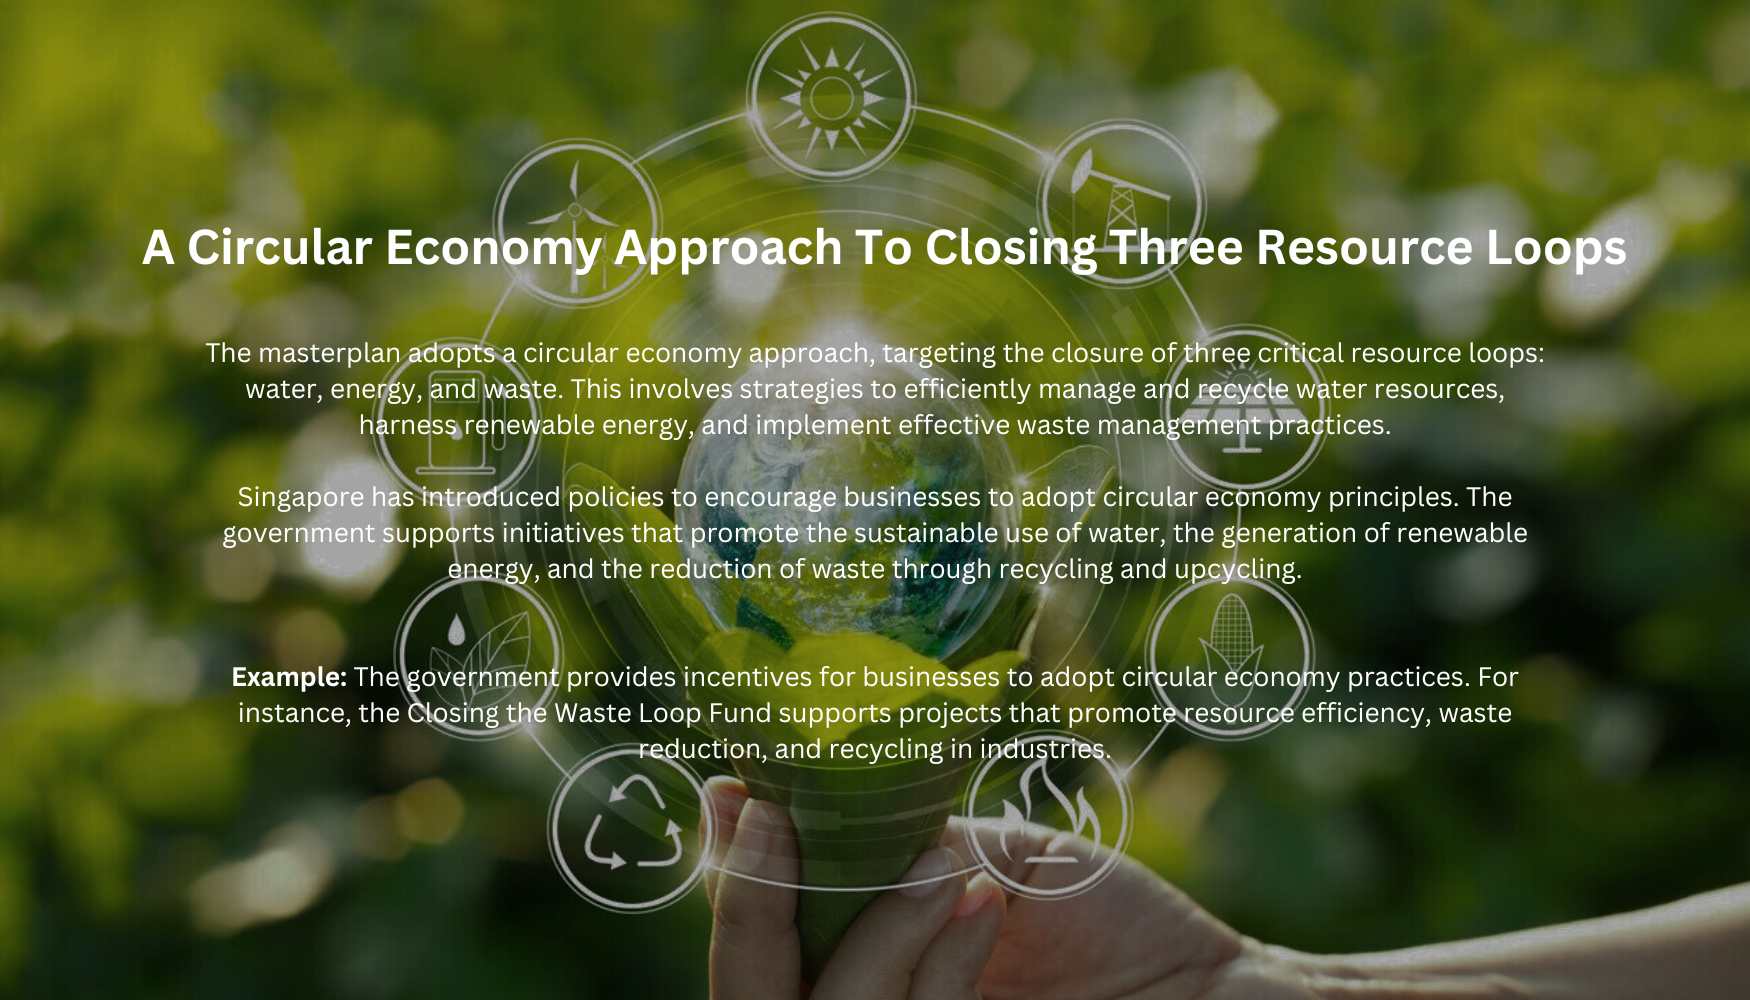 A Circular Economy Approach To Closing Three Resource Loops
The masterplan adopts a circular economy approach, targeting the closure of three critical resource loops:
water, energy, and waste. This involves strategies to efficiently manage and recycle water resources,
harness renewable energy, and implement effective waste management practices.
Singapore has introduced policies to encourage businesses to adopt circular economy principles. The
government supports initiatives that promote the sustainable use of water, the generation of renewable
energy, and the reduction of waste through recycling and upcycling.
Example: The government provides incentives for businesses to adopt circular economy practices. For
instance, the Closing the Waste Loop Fund supports projects that promote resource efficiency, waste
reduction, and recycling in industries.